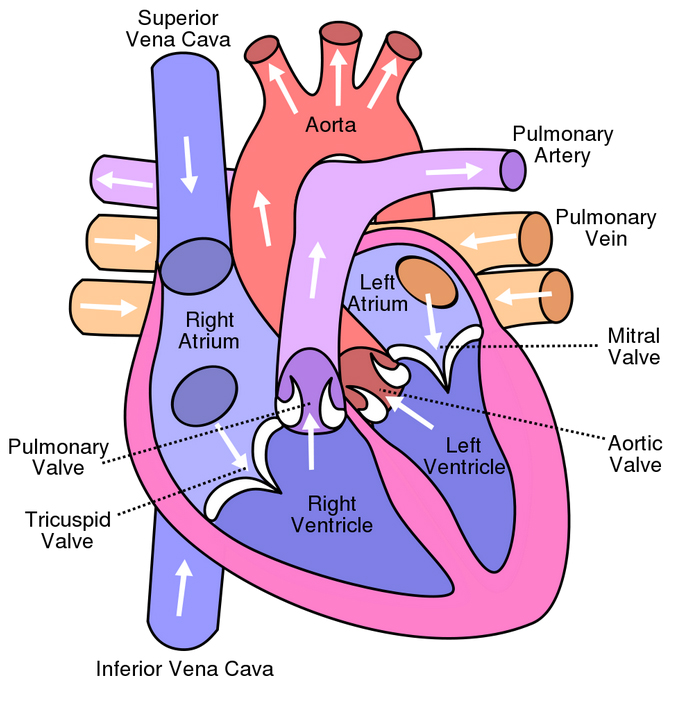 Superior
Vena Cava
Aorta
Pulmonary
Artery
Pulmonary
Vein
Left
Atrium
Right
Atrium
Mitral
Valve
Pulmonary
Valve
Left
Ventricle
Aortic
Valve
Right
Ventricle
Tricuspid
Valve
Inferior Vena Cava